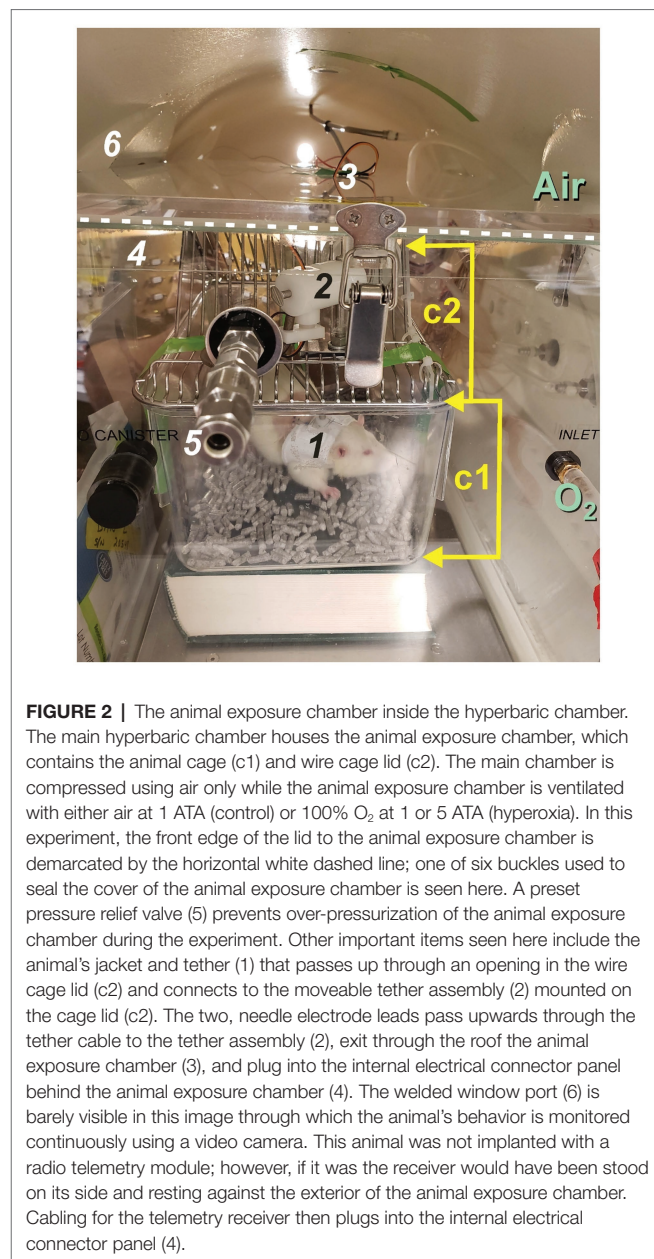 6
3
Air
4
2
c2
CANISTER
INLET
5
1
c1
O₂
S/N
FIGURE 2 | The animal exposure chamber inside the hyperbaric chamber.
The main hyperbaric chamber houses the animal exposure chamber, which
contains the animal cage (c1) and wire cage lid (c2). The main chamber is
compressed using air only while the animal exposure chamber is ventilated
with either air at 1 ATA (control) or 100% O₂ at 1 or 5 ATA (hyperoxia). In this
experiment, the front edge of the lid to the animal exposure chamber is
demarcated by the horizontal white dashed line; one of six buckles used to
seal the cover of the animal exposure chamber is seen here. A preset
pressure relief valve (5) prevents over-pressurization of the animal exposure
chamber during the experiment. Other important items seen here include the
animal's jacket and tether (1) that passes up through an opening in the wire
cage lid (c2) and connects to the moveable tether assembly (2) mounted on
the cage lid (c2). The two, needle electrode leads pass upwards through the
tether cable to the tether assembly (2), exit through the roof the animal
exposure chamber (3), and plug into the internal electrical connector panel
behind the animal exposure chamber (4). The welded window port (6) is
barely visible in this image through which the animal's behavior is monitored
continuously using a video camera. This animal was not implanted with a
radio telemetry module; however, if it was the receiver would have been stood
on its side and resting against the exterior of the animal exposure chamber.
Cabling for the telemetry receiver then plugs into the internal electrical
connector panel (4).